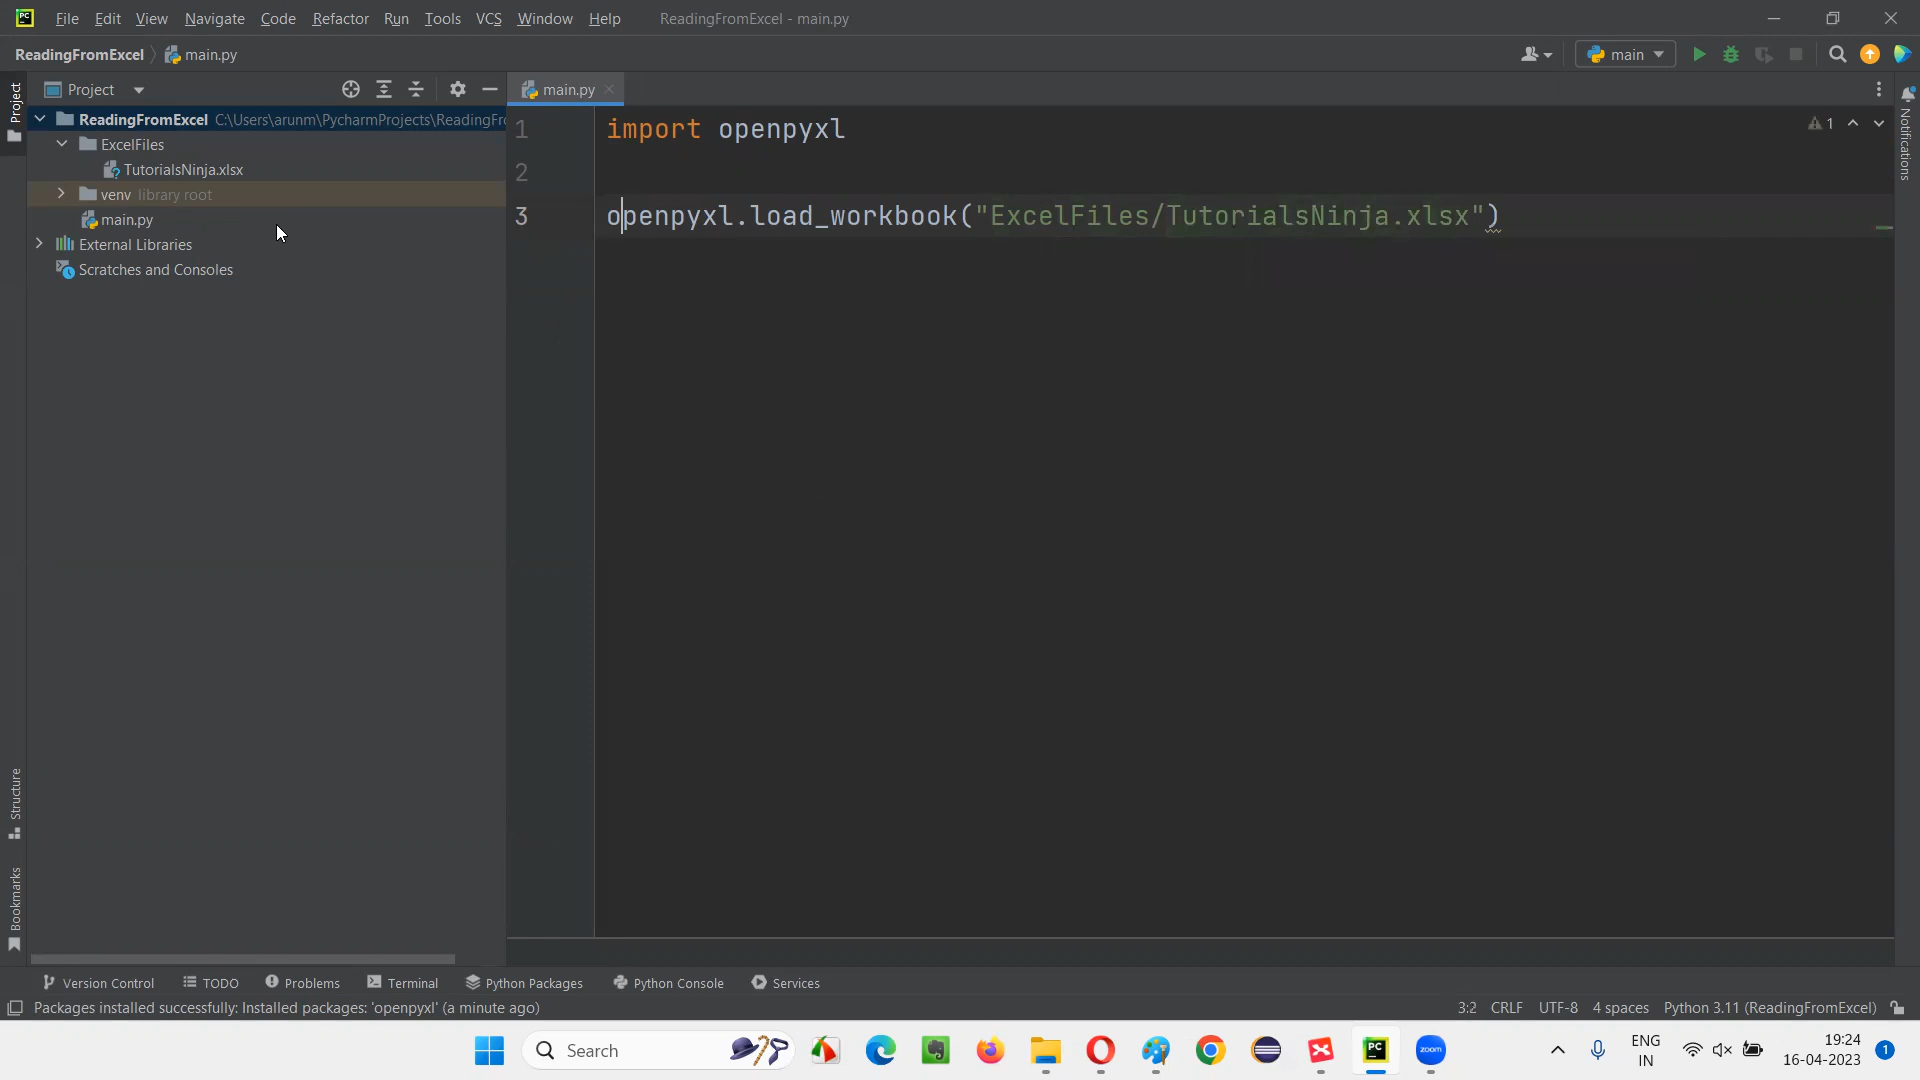 File Edit View Navigate Code Refactor Run Tools VCS Window Help ReadingFromExcel - main.py
ReadingFromExcel main.py main
Project main.py
Project
ReadingFromExcel C:\Users\arunm\PycharmProjects\ReadingFr
ExcelFiles
TutorialsNinja.xlsx
venv library root
main.py
External Libraries
Scratches and Consoles
1 import openpyxl
2
3 openpyxl.load_workbook("ExcelFiles/TutorialsNinja.xlsx")
1
Notifications
Structure
Bookmarks
Version Control TODO Problems Terminal Python Packages Python Console Services
Packages installed successfully: Installed packages: 'openpyxl' (a minute ago) 3:2 CRLF UTF-8 4 spaces Python 3.11 (ReadingFromExcel)
Search
PC
zoom
ENG
IN
19:24
16-04-2023
1